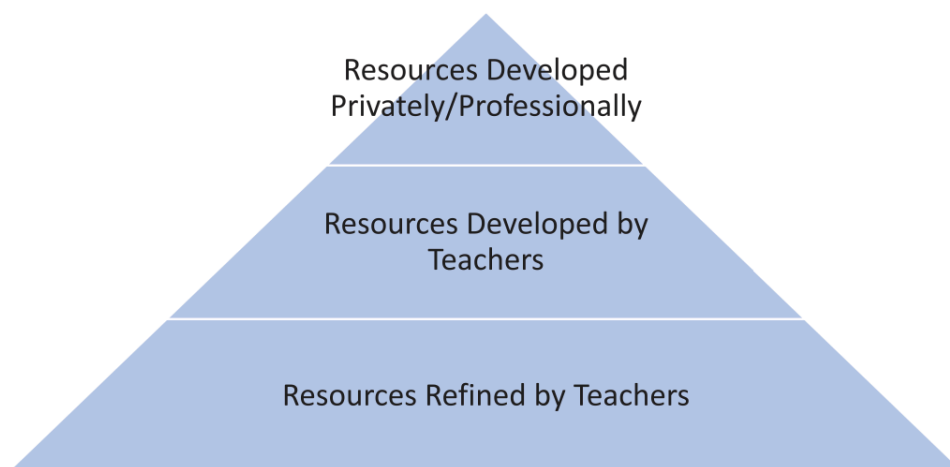 Resources Developed
Privately/Professionally
Resources Developed by
Teachers
Resources Refined by Teachers